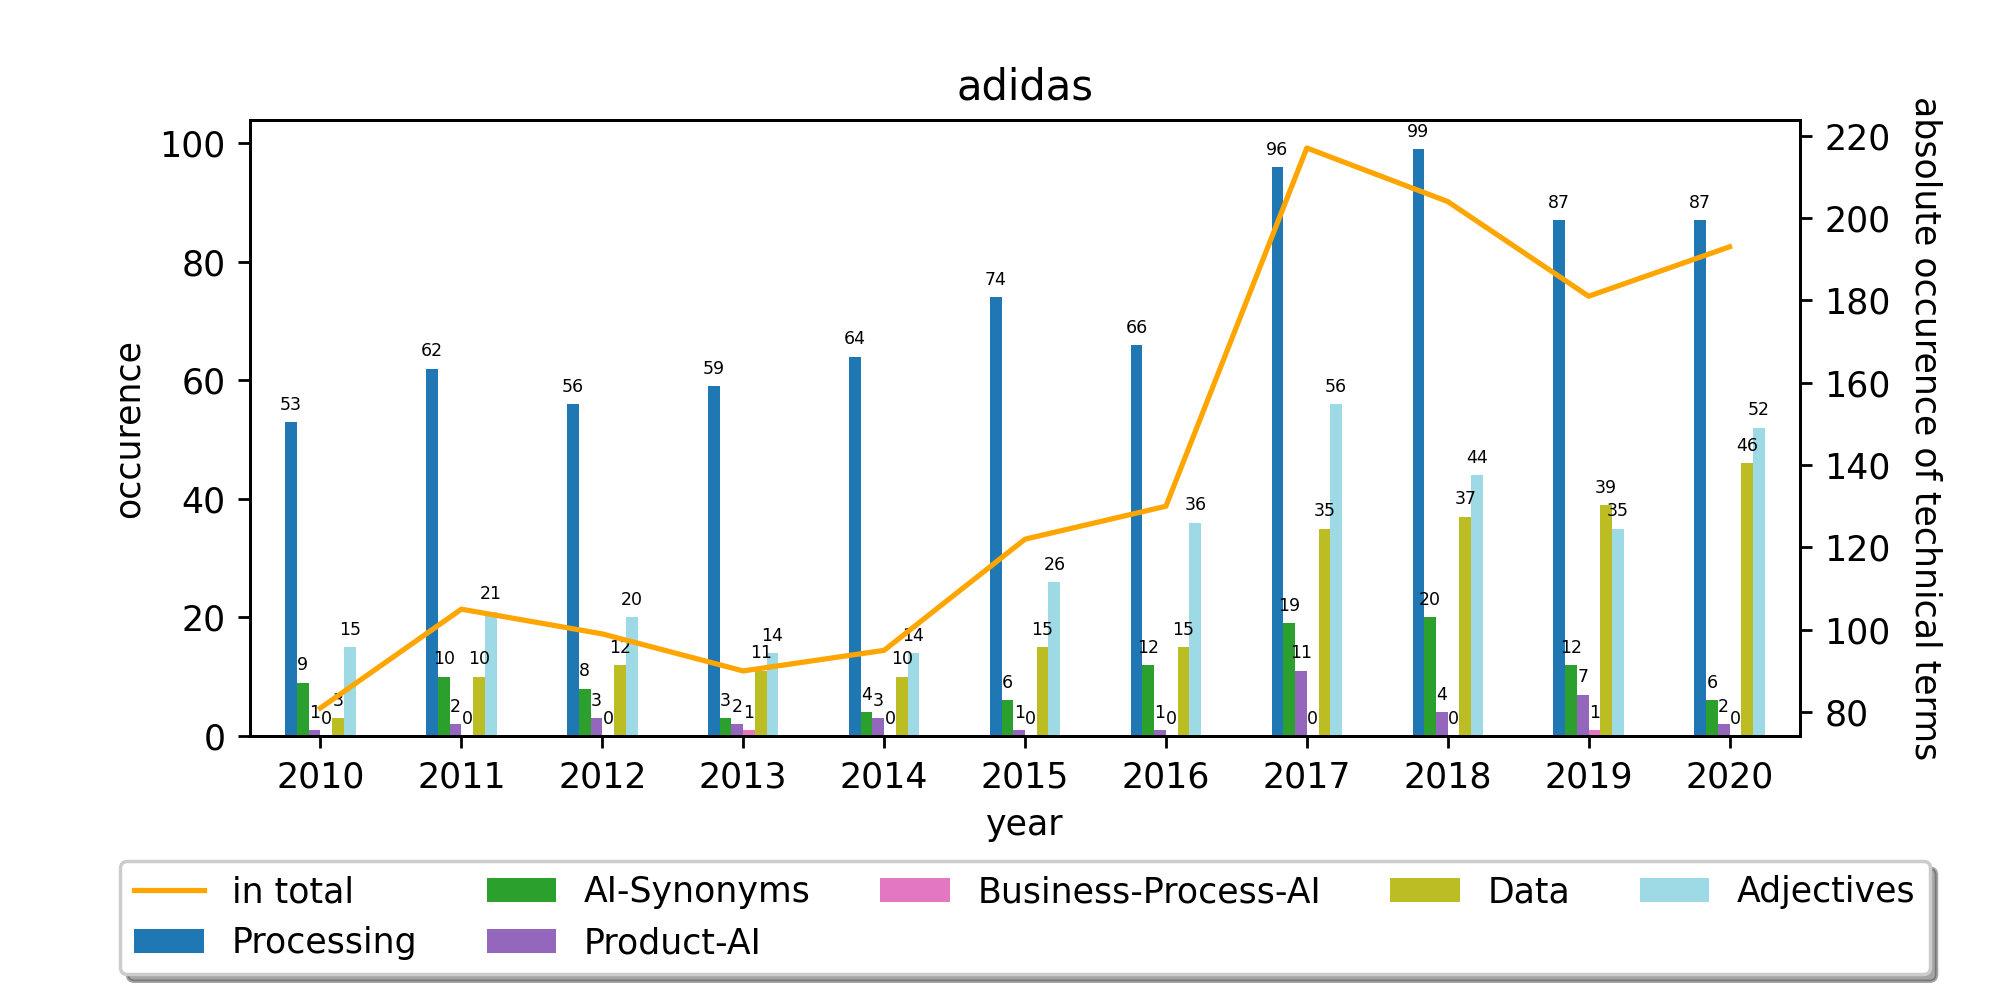 adidas
occurence
100
80
60
40
20
0
53 9 1 0 3 15
62 10 2 0 10 21
56 8 3 0 12 20
59 3 2 1 11 14
64 4 3 0 10 14
74 6 1 0 15 26
66 12 1 0 15 36
96 19 11 0 35 56
99 20 4 0 37 44
87 12 7 1 39 35
87 6 2 0 46 52
220
200
180
160
140
120
100
80
absolute occurence of technical terms
2010 2011 2012 2013 2014 2015 2016 2017 2018 2019 2020
year
in total AI-Synonyms Business-Process-AI Data Adjectives
Processing Product-AI